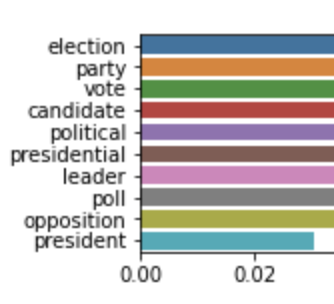 election
party
vote
candidate
political
presidential
leader
poll
opposition
president
0.00 0.02